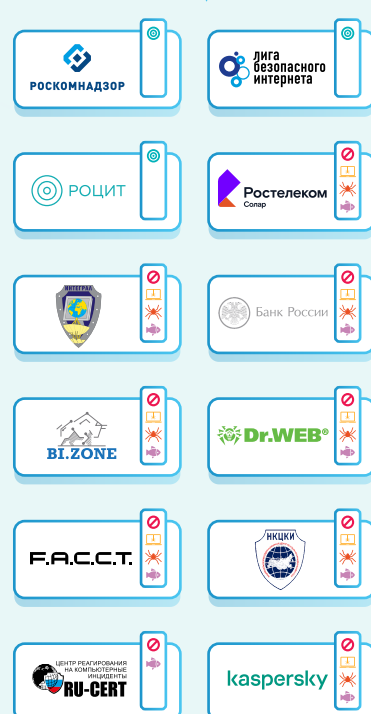 РОСКОМНАДЗОР
лига
безопасного
интернета
РОЦИТ
Ростелеком
Солар
ИНТЕГРАЛ
Банк России
BI.ZONE
Dr.WEB®
F.A.C.C.T.
НКЦКИ
ЦЕНТР РЕАГИРОВАНИЯ
НА КОМПЬЮТЕРНЫЕ
ИНЦИДЕНТЫ
RU-CERT
kaspersky